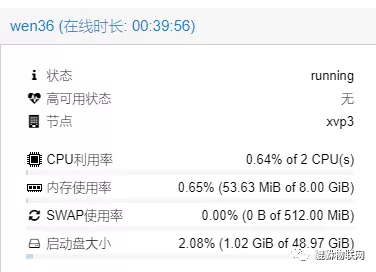 wen36 (在线时长: 00:39:56)
状态 running
高可用状态 无
节点 xvp3
CPU利用率 0.64% of 2 CPU(s)
内存使用率 0.65% (53.63 MiB of 8.00 GiB)
SWAP使用率 0.00% (0 B of 512.00 MiB)
启动盘大小 2.08% (1.02 GiB of 48.97 GiB)
貔貅物联网